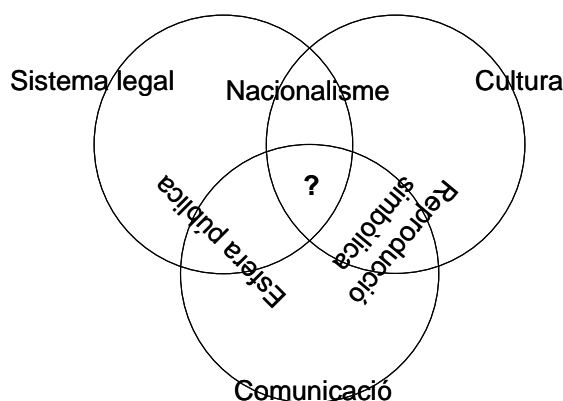 Sistema legal
Nacionalisme
Cultura
?
Esfera pública
Reproducció
simbòlica
Comunicació